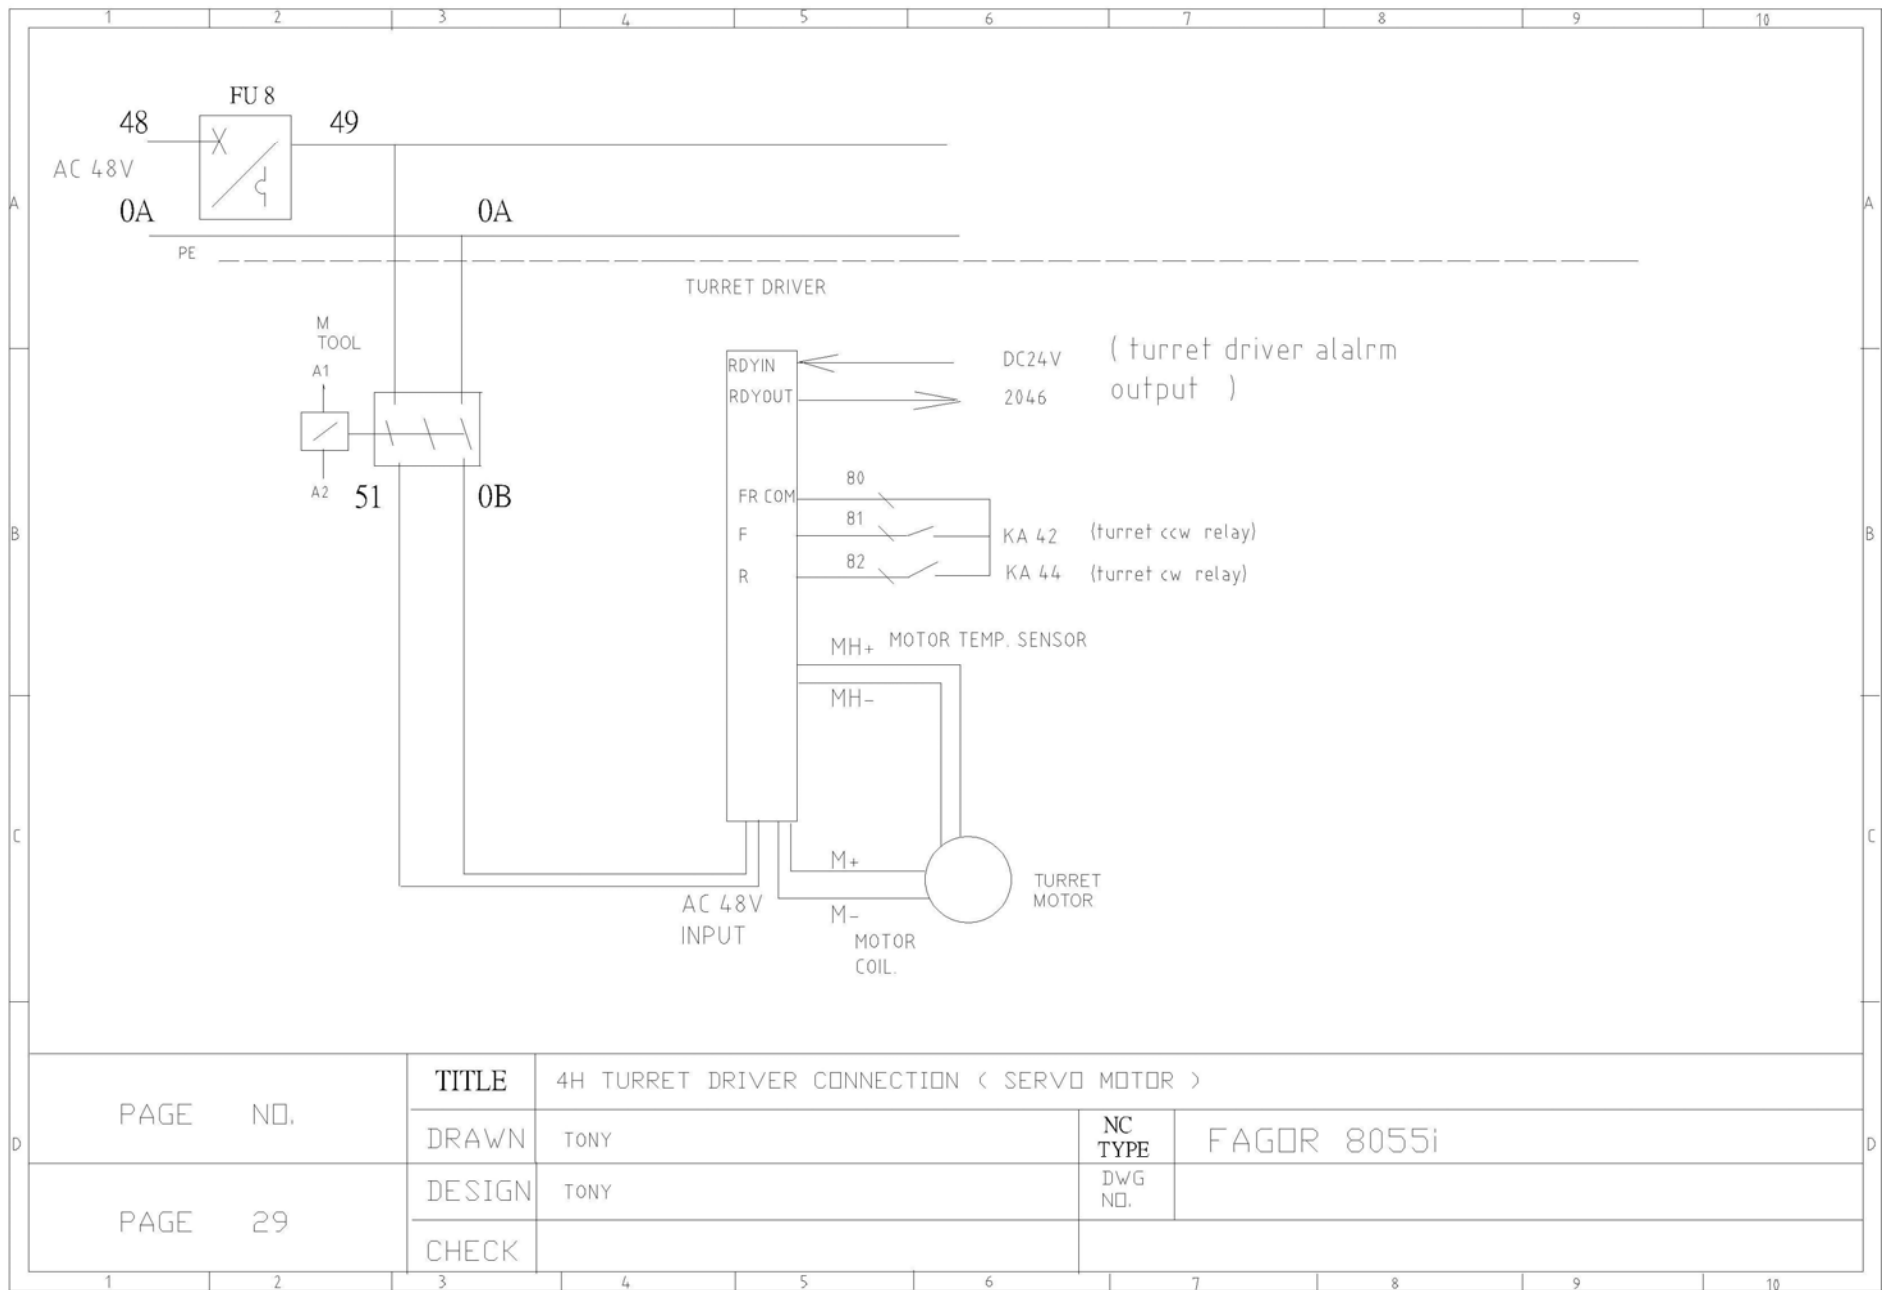 1 2 3 4 5 6 7 8 9 10
FU 8
48
49
AC 48V
A
0A
0A
A
PE
TURRET DRIVER
M
TOOL
A1
RDYIN
DC24V
( turret driver alalrm
RDYOUT
2046
output )
A2
51
0B
FR COM
80
B
F
81
KA 42
(turret ccw relay)
B
R
82
KA 44
(turret cw relay)
MH+
MOTOR TEMP. SENSOR
MH-
C
C
M+
TURRET
MOTOR
AC 48V
INPUT
M-
MOTOR
COIL.
PAGE NO.
TITLE
4H TURRET DRIVER CONNECTION ( SERVO MOTOR )
D
DRAWN
TONY
NC
TYPE
FAGOR 8055i
D
PAGE 29
DESIGN
TONY
DWG
NO.
CHECK
1 2 3 4 5 6 7 8 9 10